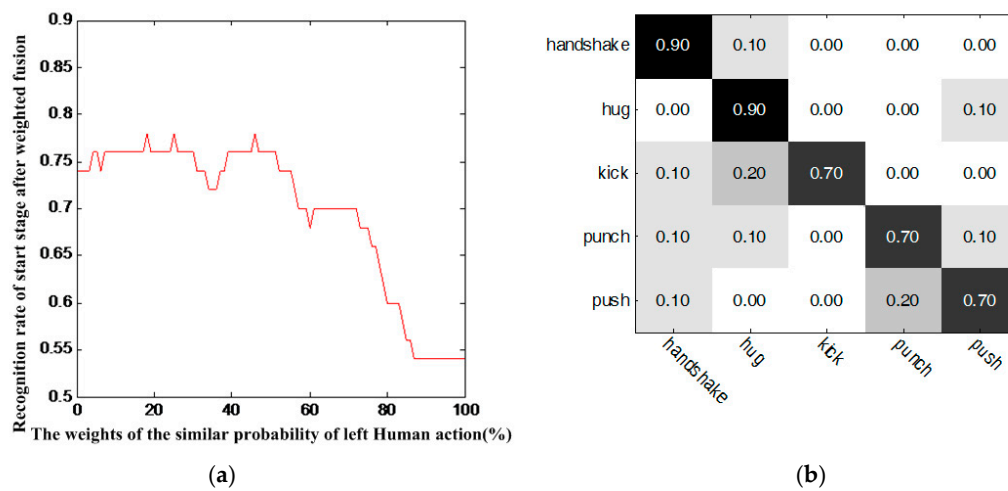 Recognition rate of start stage after weighted fusion
0.9
0.85
0.8
0.75
0.7
0.65
0.6
0.55
0.5
0 20 40 60 80 100
The weights of the similar probability of left Human action(%)
(a)
handshake 0.90 0.10 0.00 0.00 0.00
hug 0.00 0.90 0.00 0.00 0.10
kick 0.10 0.20 0.70 0.00 0.00
punch 0.10 0.10 0.00 0.70 0.10
push 0.10 0.00 0.00 0.20 0.70
handshake hug kick punch push
(b)